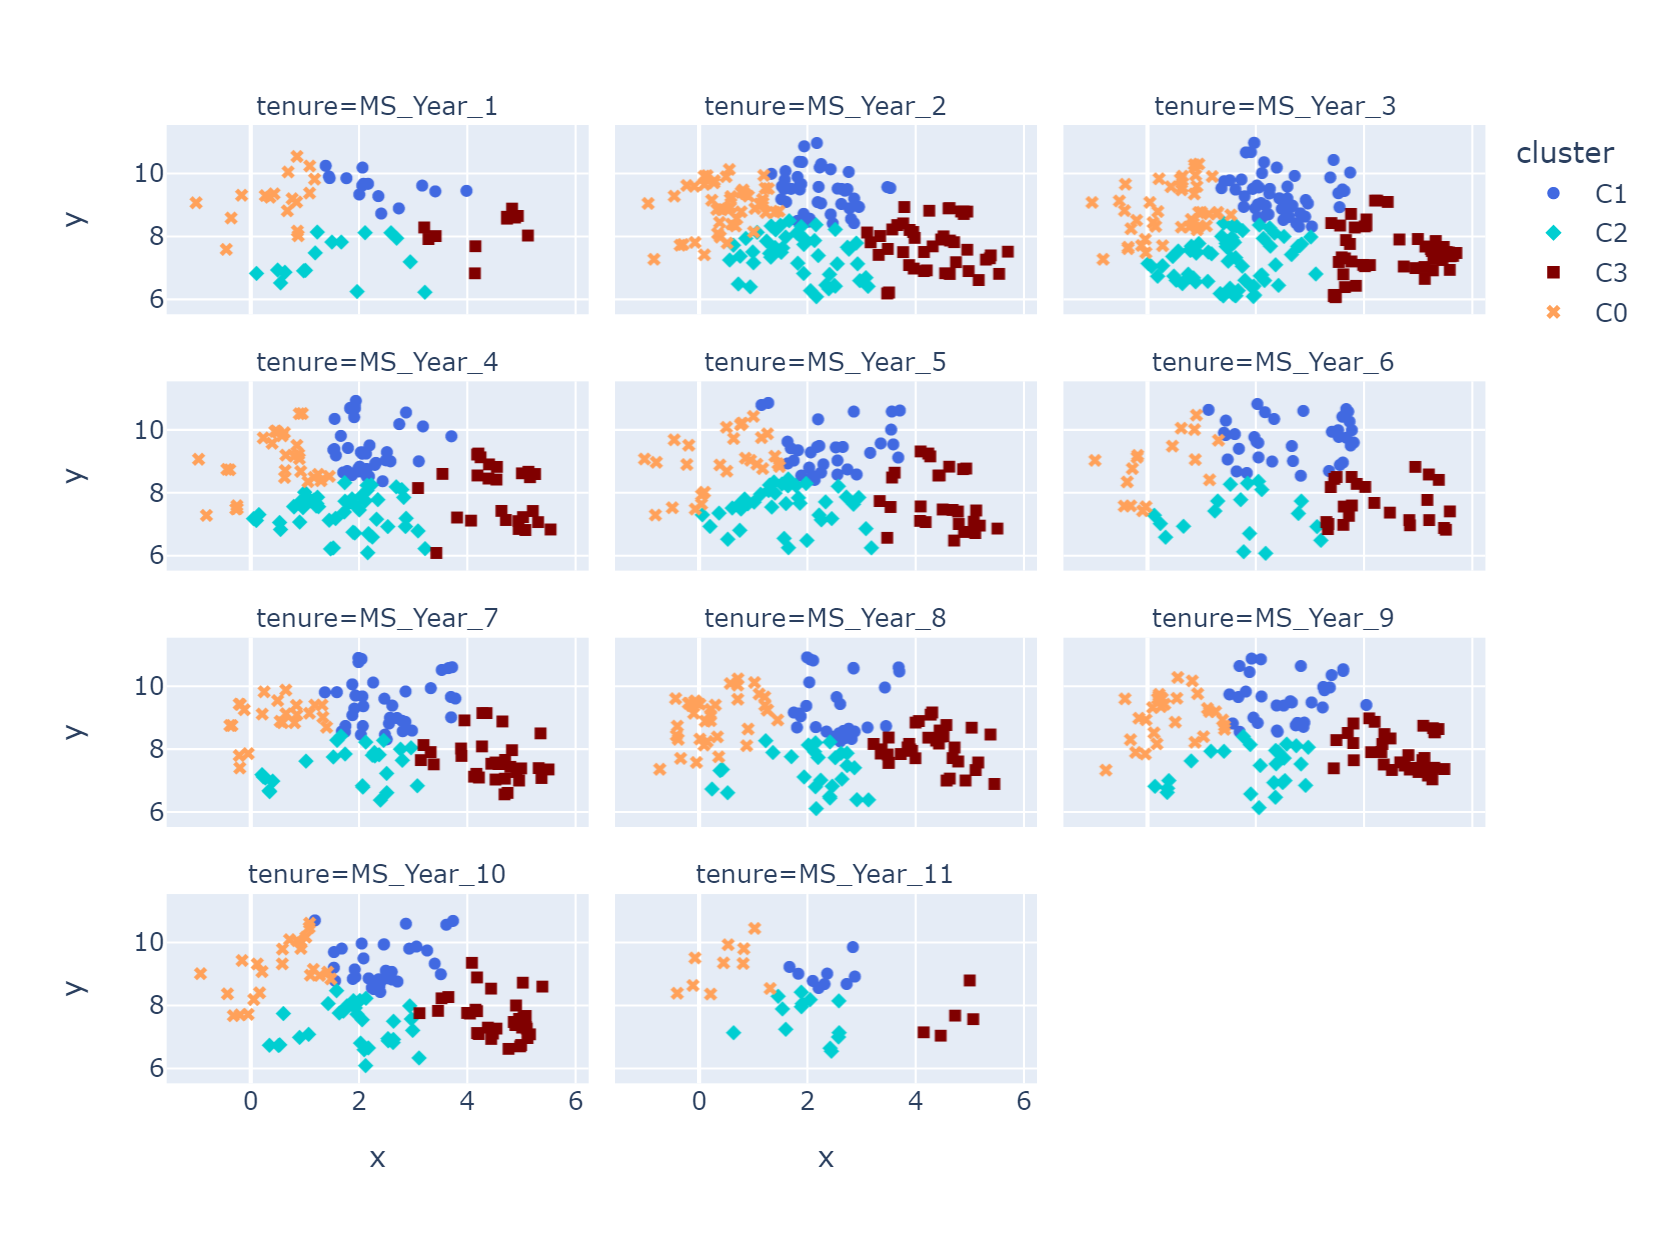 tenure=MS_Year_1
tenure=MS_Year_2
tenure=MS_Year_3
cluster
C1
C2
C3
C0
10
8
6
y
tenure=MS_Year_4
tenure=MS_Year_5
tenure=MS_Year_6
10
8
6
y
tenure=MS_Year_7
tenure=MS_Year_8
tenure=MS_Year_9
10
8
6
y
tenure=MS_Year_10
tenure=MS_Year_11
10
8
6
y
0 2 4 6
0 2 4 6
x
x